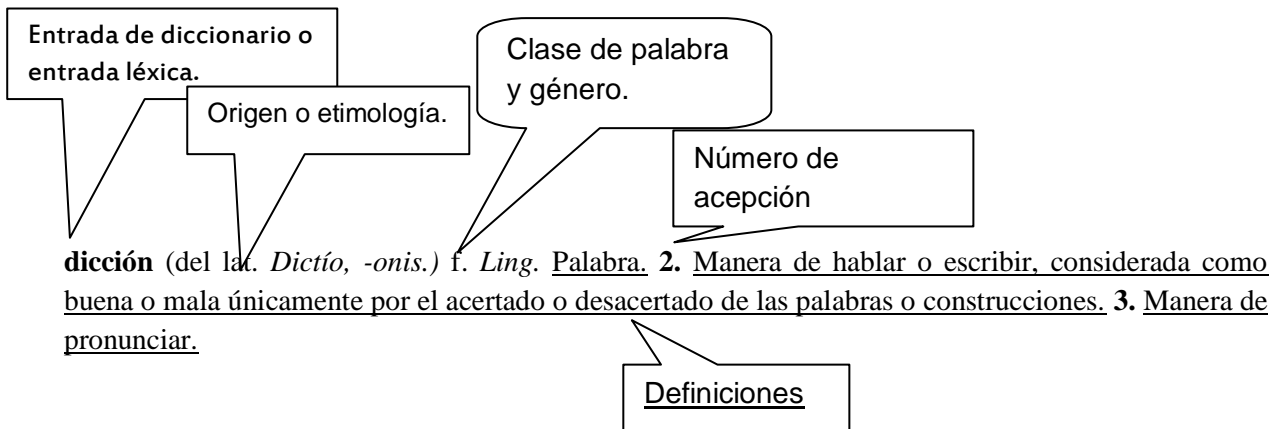 Entrada de diccionario o
entrada léxica.
Origen o etimología.
Clase de palabra
y género.
Número de
acepción
dicción (del lat. Dictío, -onis.) f. Ling. Palabra. 2. Manera de hablar o escribir, considerada como
buena o mala únicamente por el acertado o desacertado de las palabras o construcciones. 3. Manera de
pronunciar.
Definiciones